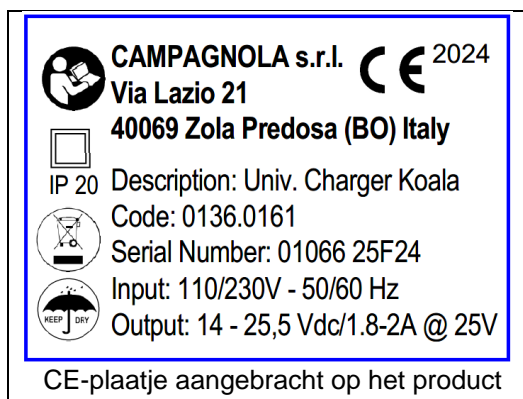 CAMPAGNOLA s.r.l. CE 2024
Via Lazio 21
40069 Zola Predosa (BO) Italy
IP 20
Description: Univ. Charger Koala
Code: 0136.0161
Serial Number: 01066 25F24
Input: 110/230V - 50/60 Hz
KEEP DRY
Output: 14 - 25,5 Vdc/1.8-2A @ 25V
CE-plaatje aangebracht op het product